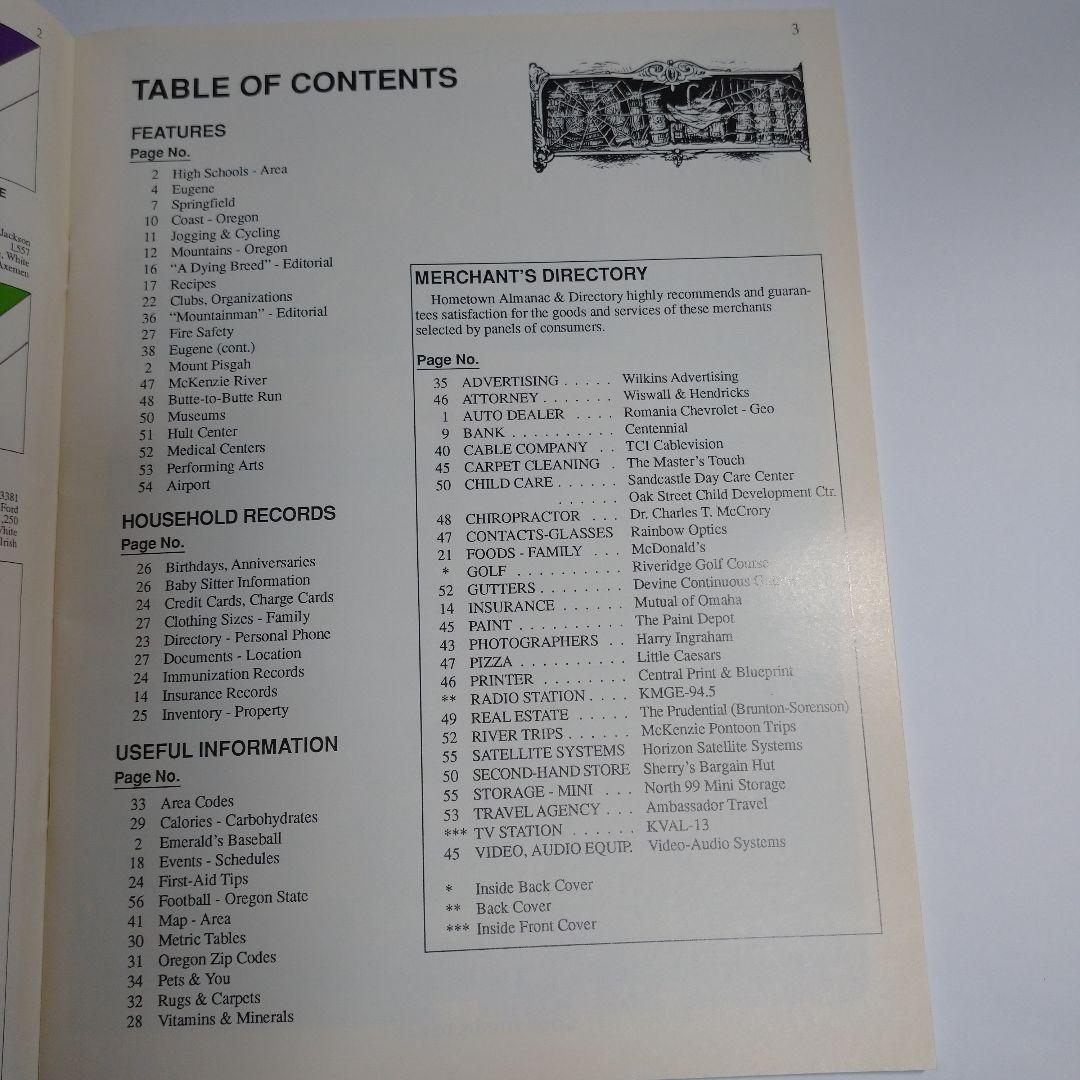 2
E
Jackson
1,557
, White
Axemen
3381
Ford
,250
White
Irish
3
TABLE OF CONTENTS
FEATURES
Page No.
2 High Schools - Area
4 Eugene
7 Springfield
10 Coast - Oregon
11 Jogging & Cycling
12 Mountains - Oregon
16 "A Dying Breed" - Editorial
17 Recipes
22 Clubs, Organizations
36 "Mountainman" - Editorial
27 Fire Safety
38 Eugene (cont.)
2 Mount Pisgah
47 McKenzie River
48 Butte-to-Butte Run
50 Museums
51 Hult Center
52 Medical Centers
53 Performing Arts
54 Airport
HOUSEHOLD RECORDS
Page No.
26 Birthdays, Anniversaries
26 Baby Sitter Information
24 Credit Cards, Charge Cards
27 Clothing Sizes - Family
23 Directory - Personal Phone
27 Documents - Location
24 Immunization Records
14 Insurance Records
25 Inventory - Property
USEFUL INFORMATION
Page No.
33 Area Codes
29 Calories - Carbohydrates
2 Emerald's Baseball
18 Events - Schedules
24 First-Aid Tips
56 Football - Oregon State
41 Map - Area
30 Metric Tables
31 Oregon Zip Codes
34 Pets & You
32 Rugs & Carpets
28 Vitamins & Minerals
MERCHANT'S DIRECTORY
Hometown Almanac & Directory highly recommends and guaran-
tees satisfaction for the goods and services of these merchants
selected by panels of consumers.
Page No.
35 ADVERTISING . . . . . Wilkins Advertising
46 ATTORNEY . . . . . . . Wiswall & Hendricks
1 AUTO DEALER . . . . Romania Chevrolet - Geo
9 BANK . . . . . . . . . . Centennial
40 CABLE COMPANY . . TCI Cablevision
45 CARPET CLEANING . The Master's Touch
50 CHILD CARE . . . . . . Sandcastle Day Care Center
. . . . . . Oak Street Child Development Ctr.
48 CHIROPRACTOR . . . Dr. Charles T. McCrory
47 CONTACTS-GLASSES Rainbow Optics
21 FOODS - FAMILY . . . McDonald's
* GOLF . . . . . . . . . . Riveridge Golf Course
52 GUTTERS . . . . . . . . Devine Continuous
14 INSURANCE . . . . . . Mutual of Omaha
45 PAINT . . . . . . . . . . The Paint Depot
43 PHOTOGRAPHERS . . Harry Ingraham
47 PIZZA . . . . . . . . . . Little Caesars
46 PRINTER . . . . . . . . Central Print & Blueprint
** RADIO STATION . . . . KMGE-94.5
49 REAL ESTATE . . . . . The Prudential (Brunton-Sorenson)
52 RIVER TRIPS . . . . . . McKenzie Pontoon Trips
55 SATELLITE SYSTEMS Horizon Satellite Systems
50 SECOND-HAND STORE Sherry's Bargain Hut
55 STORAGE - MINI . . . North 99 Mini Storage
53 TRAVEL AGENCY . . . Ambassador Travel
*** TV STATION . . . . . . KVAL-13
45 VIDEO, AUDIO EQUIP. Video-Audio Systems
* Inside Back Cover
** Back Cover
*** Inside Front Cover